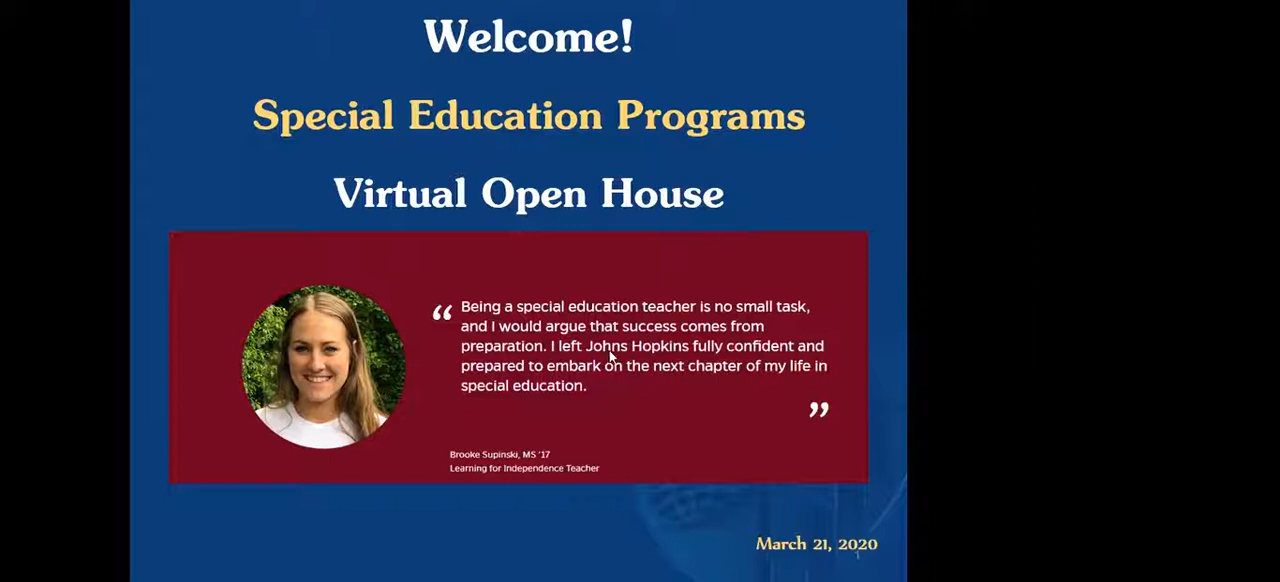 Welcome!
Special Education Programs
Virtual Open House
“ Being a special education teacher is no small task,
and I would argue that success comes from
preparation. I left Johns Hopkins fully confident and
prepared to embark on the next chapter of my life in
special education.
”
Brooke Supinski, MS '17
Learning for Independence Teacher
March 21, 2020